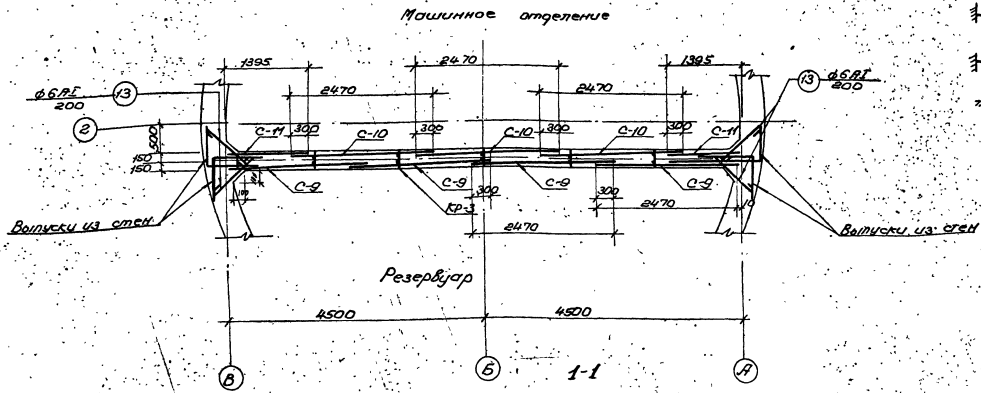 Машинное отделение
1395
2470
1395
2470
2470
ф6АI
200
13
13
ф6АI
200
2
500
150
150
С-11
300
С-10
300
С-10
300
С-10
300
С-11
С-9
С-9
С-9
С-9
100
300
300
КР-3
2470
2470
Выпуски из стен
Выпуски из стен
Резервуар
4500
4500
В
Б
А
1-1